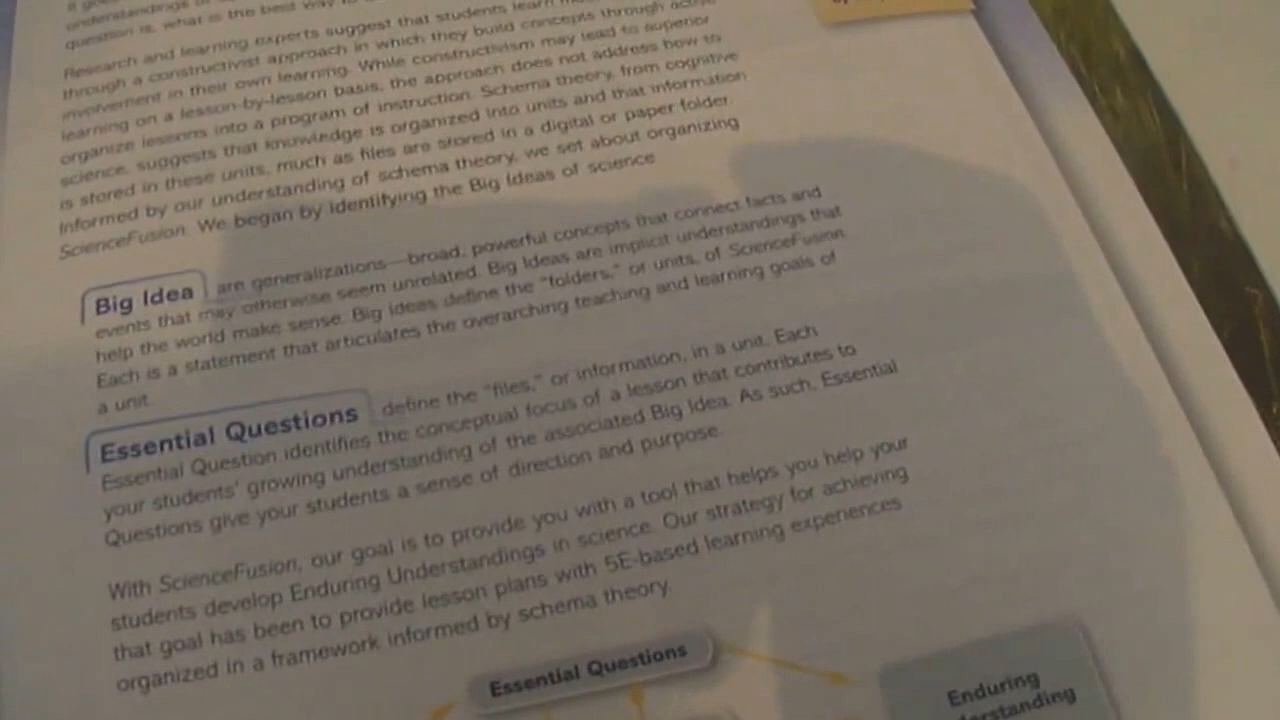 understandings
question is, what is the best way to
Research and learning experts suggest that students learn
through a constructivist approach in which they build concepts through active
involvement in their own learning. While constructivism may lead to superior
learning on a lesson-by-lesson basis, the approach does not address how to
organize lessons into a program of instruction. Schema theory, from cognitive
science, suggests that knowledge is organized into units and that information
is stored in these units, much as files are stored in a digital or paper folder.
Informed by our understanding of schema theory, we set about organizing
ScienceFusion. We began by identifying the Big Ideas of science
Big Idea are generalizations—broad, powerful concepts that connect facts and
events that may otherwise seem unrelated. Big Ideas are implicit understandings that
help the world make sense. Big Ideas define the "folders," or units, of ScienceFusion.
Each is a statement that articulates the overarching teaching and learning goals of
a unit.
Essential Questions define the "files," or information, in a unit. Each
Essential Question identifies the conceptual focus of a lesson that contributes to
your students' growing understanding of the associated Big Idea. As such, Essential
Questions give your students a sense of direction and purpose.
With ScienceFusion, our goal is to provide you with a tool that helps you help your
students develop Enduring Understandings in science. Our strategy for achieving
that goal has been to provide lesson plans with 5E-based learning experiences
organized in a framework informed by schema theory.
Essential Questions
Enduring